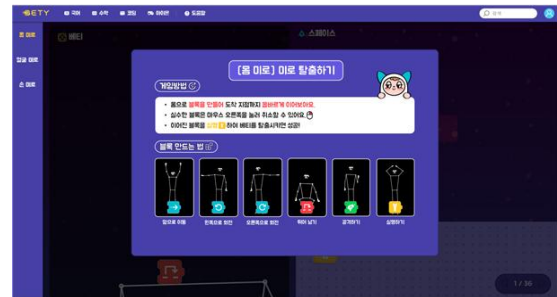 BETY
국어
수학
코딩
마이존
도움말
검색
몸 미로
얼굴 미로
손 미로
베티
스페이스
[몸 미로] 미로 탈출하기
게임방법
몸으로 블록을 만들어 도착 지점까지 올바르게 이어보아요.
실수한 블록은 마우스 오른쪽을 눌러 취소할 수 있어요.
이어진 블록을 실행 하여 베티를 탈출시키면 성공!
블록 만드는 법
앞으로 이동
왼쪽으로 회전
오른쪽으로 회전
뛰어 넘기
공격하기
실행하기
1 / 36